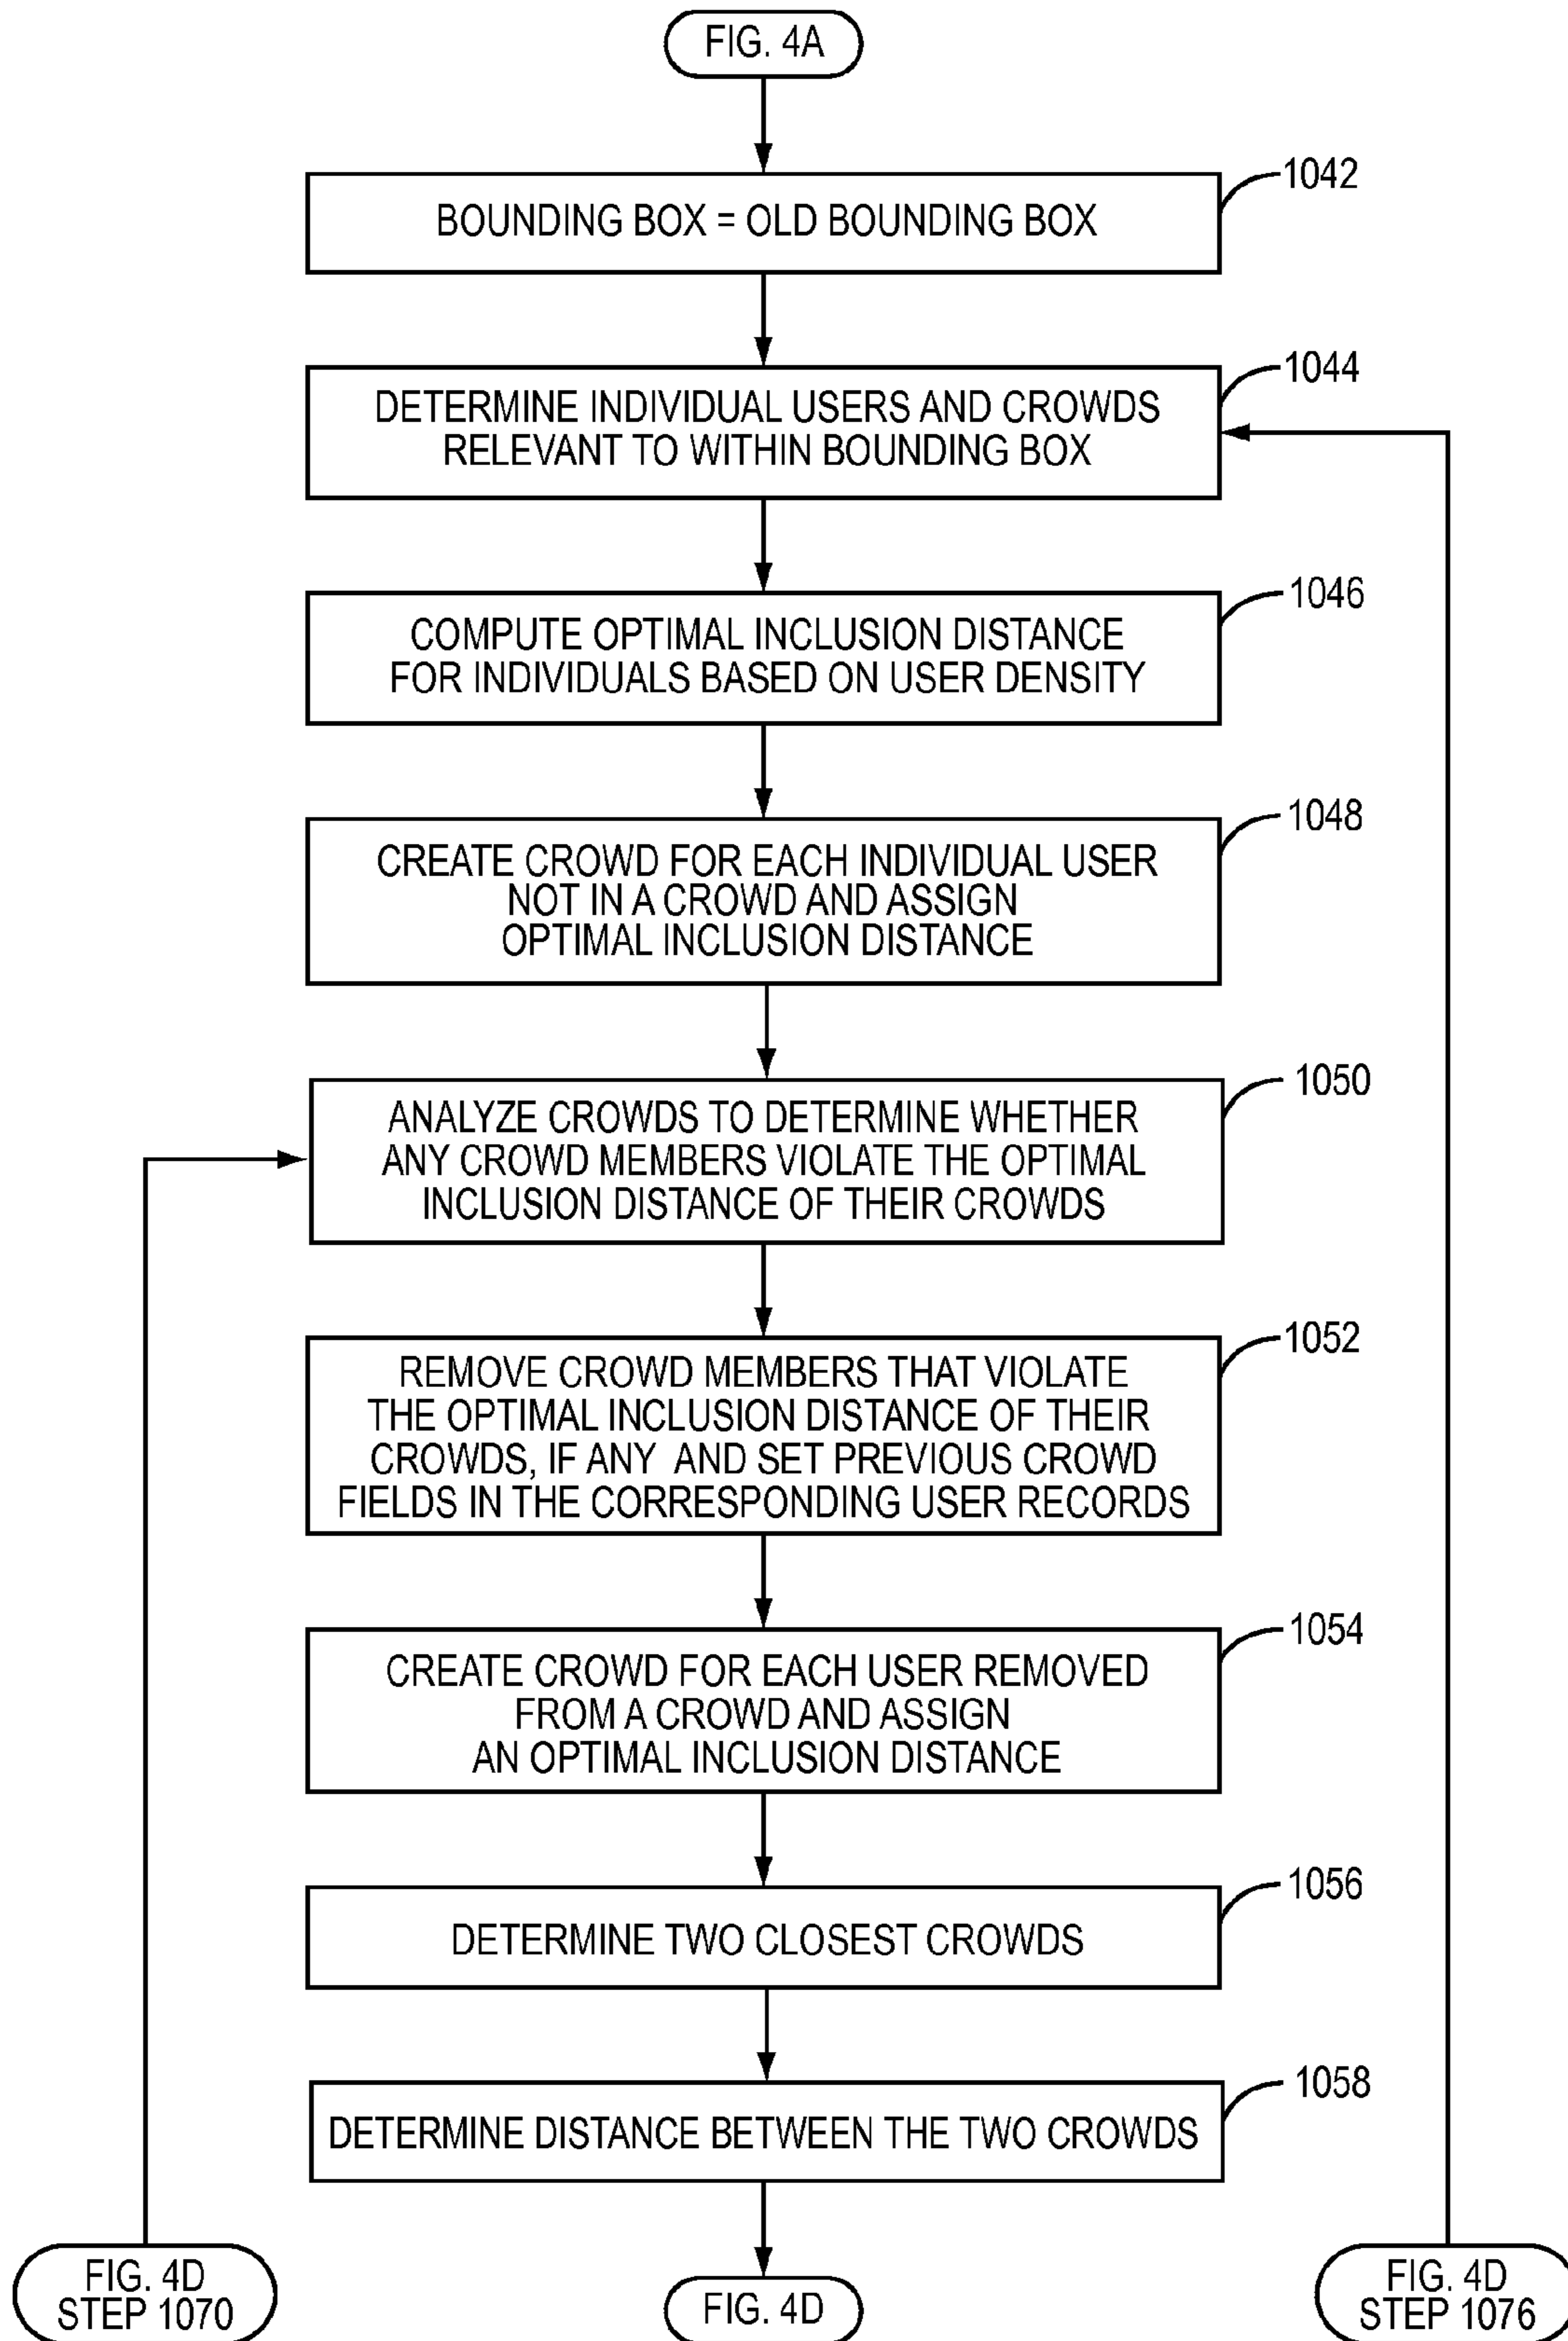 FIG. 4A
1042
BOUNDING BOX = OLD BOUNDING BOX
1044
DETERMINE INDIVIDUAL USERS AND CROWDS
RELEVANT TO WITHIN BOUNDING BOX
1046
COMPUTE OPTIMAL INCLUSION DISTANCE
FOR INDIVIDUALS BASED ON USER DENSITY
1048
CREATE CROWD FOR EACH INDIVIDUAL USER
NOT IN A CROWD AND ASSIGN
OPTIMAL INCLUSION DISTANCE
1050
ANALYZE CROWDS TO DETERMINE WHETHER
ANY CROWD MEMBERS VIOLATE THE OPTIMAL
INCLUSION DISTANCE OF THEIR CROWDS
1052
REMOVE CROWD MEMBERS THAT VIOLATE
THE OPTIMAL INCLUSION DISTANCE OF THEIR
CROWDS, IF ANY AND SET PREVIOUS CROWD
FIELDS IN THE CORRESPONDING USER RECORDS
1054
CREATE CROWD FOR EACH USER REMOVED
FROM A CROWD AND ASSIGN
AN OPTIMAL INCLUSION DISTANCE
1056
DETERMINE TWO CLOSEST CROWDS
1058
DETERMINE DISTANCE BETWEEN THE TWO CROWDS
FIG. 4D
STEP 1070
FIG. 4D
FIG. 4D
STEP 1076